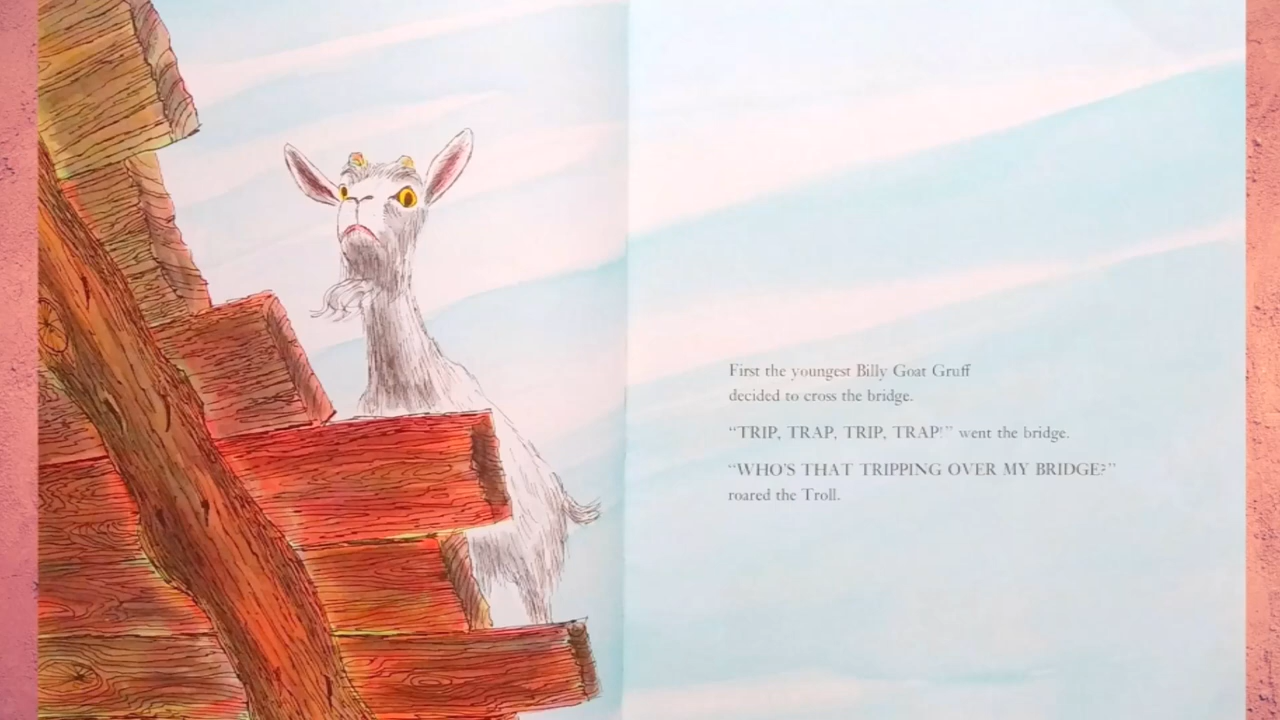 First the youngest Billy Goat Gruff
decided to cross the bridge.
“TRIP, TRAP, TRIP, TRAP!” went the bridge.
“WHO’S THAT TRIPPING OVER MY BRIDGE?”
roared the Troll.